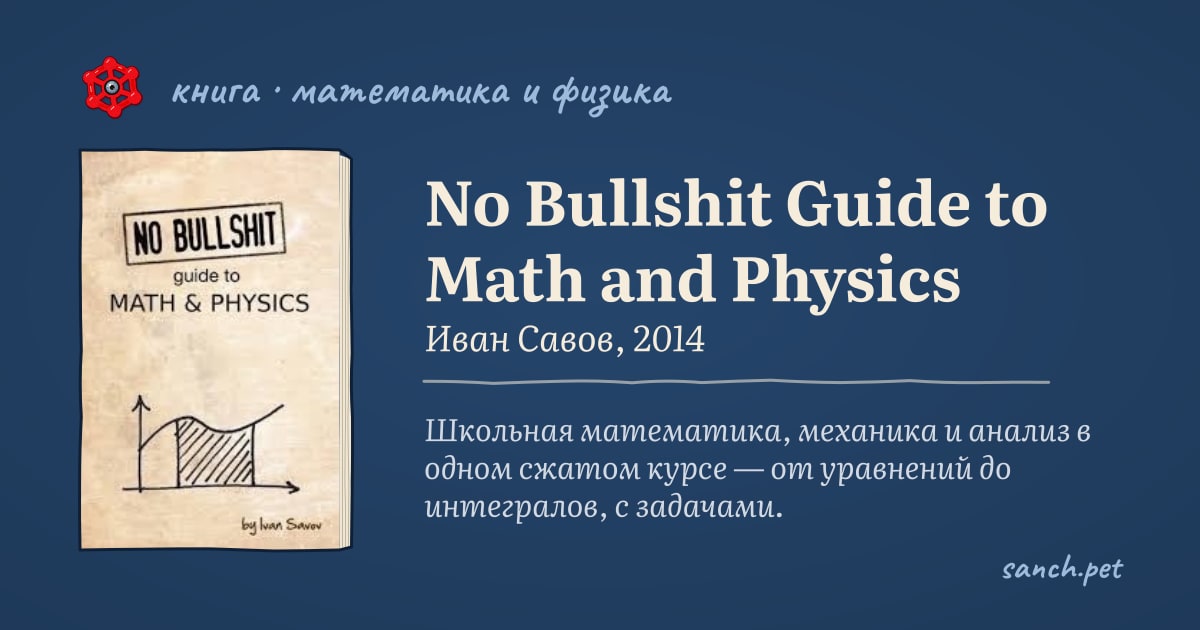 книга · математика и физика
NO BULLSHIT
guide to
MATH & PHYSICS
by Ivan Savov
No Bullshit Guide to
Math and Physics
Иван Савов, 2014
Школьная математика, механика и анализ в
одном сжатом курсе — от уравнений до
интегралов, с задачами.
sanch.pet